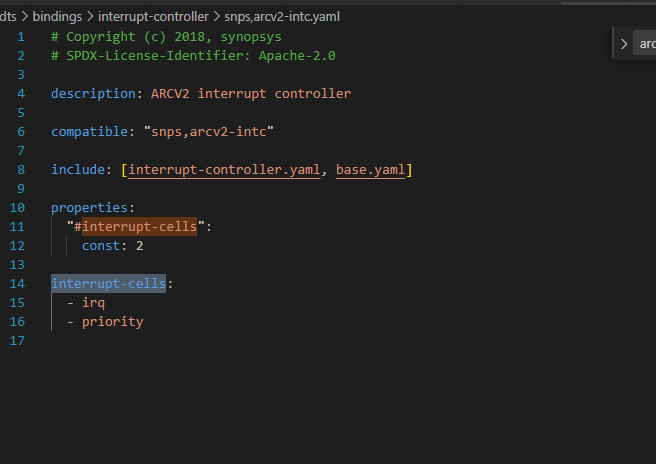 dts > bindings > interrupt-controller > snps,arcv2-intc.yaml
1 # Copyright (c) 2018, synopsys
2 # SPDX-License-Identifier: Apache-2.0
3
4 description: ARCV2 interrupt controller
5
6 compatible: "snps,arcv2-intc"
7
8 include: [interrupt-controller.yaml, base.yaml]
9
10 properties:
11   "#interrupt-cells":
12     const: 2
13
14 interrupt-cells:
15   - irq
16   - priority
17
> arc